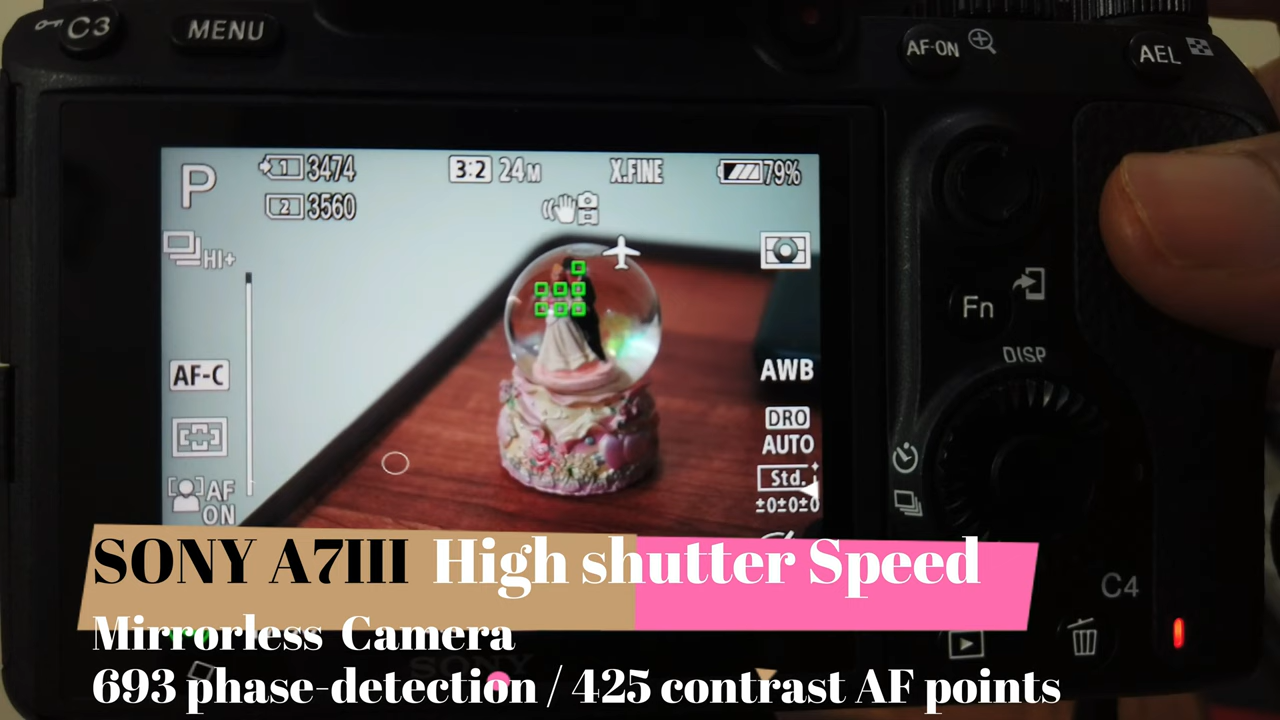 C3 MENU AF-ON AEL
P 1 3474 3:2 24M X.FINE 79%
2 3560
HI+
Fn
DISP
AF-C AWB
DRO
AUTO
Std.
AF
ON ±0±0±0
SONY A7III High shutter Speed
C4
Mirrorless Camera
SONY
693 phase-detection / 425 contrast AF points